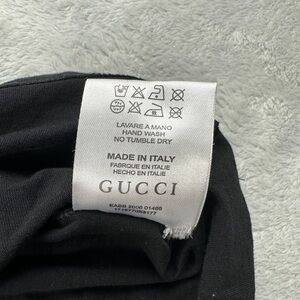 LAVARE A MANO
HAND WASH
NO TUMBLE DRY
MADE IN ITALY
FABRIQUE EN ITALIE
HECHO EN ITALIA
GUCCI